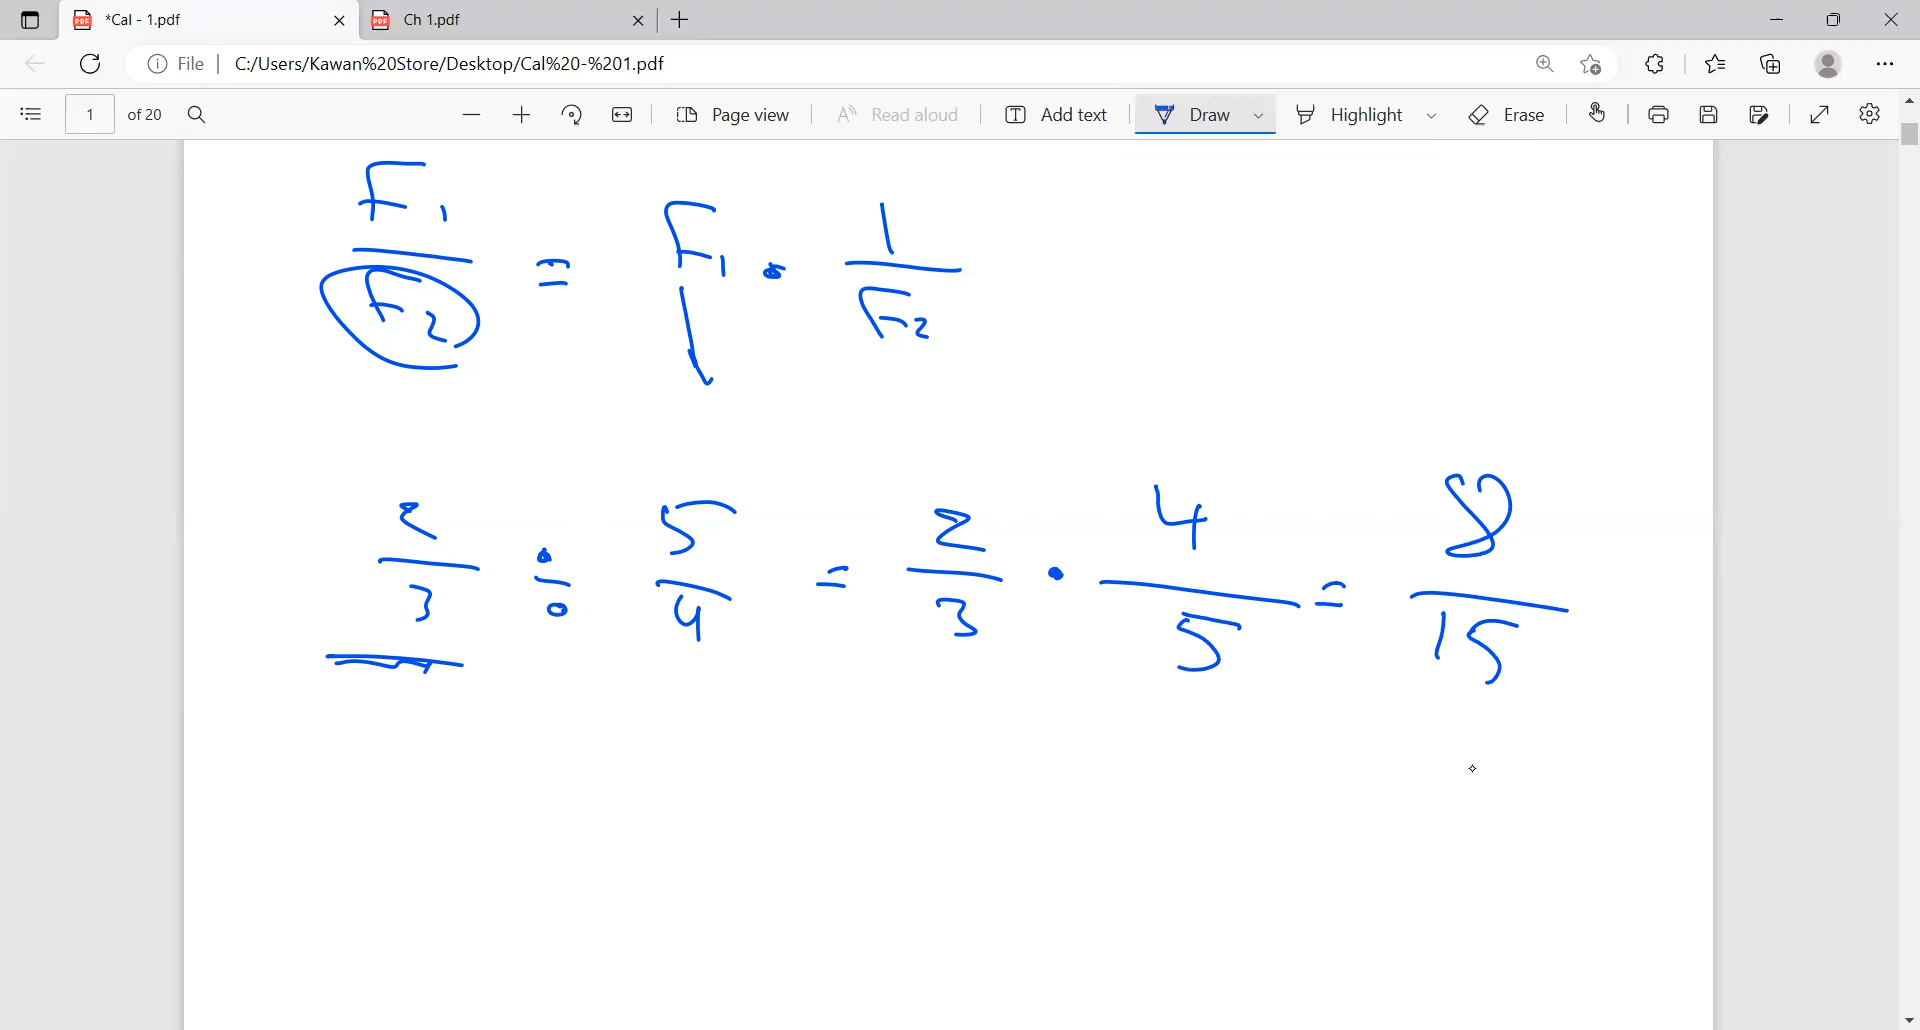 *Cal - 1.pdf
Ch 1.pdf
File | C:/Users/Kawan%20Store/Desktop/Cal%20-%201.pdf
1 of 20 Page view Read aloud Add text Draw Highlight Erase
F₁/F₂ = F₁ • 1/F₂
2/3 ÷ 5/4 = 2/3 • 4/5 = 8/15